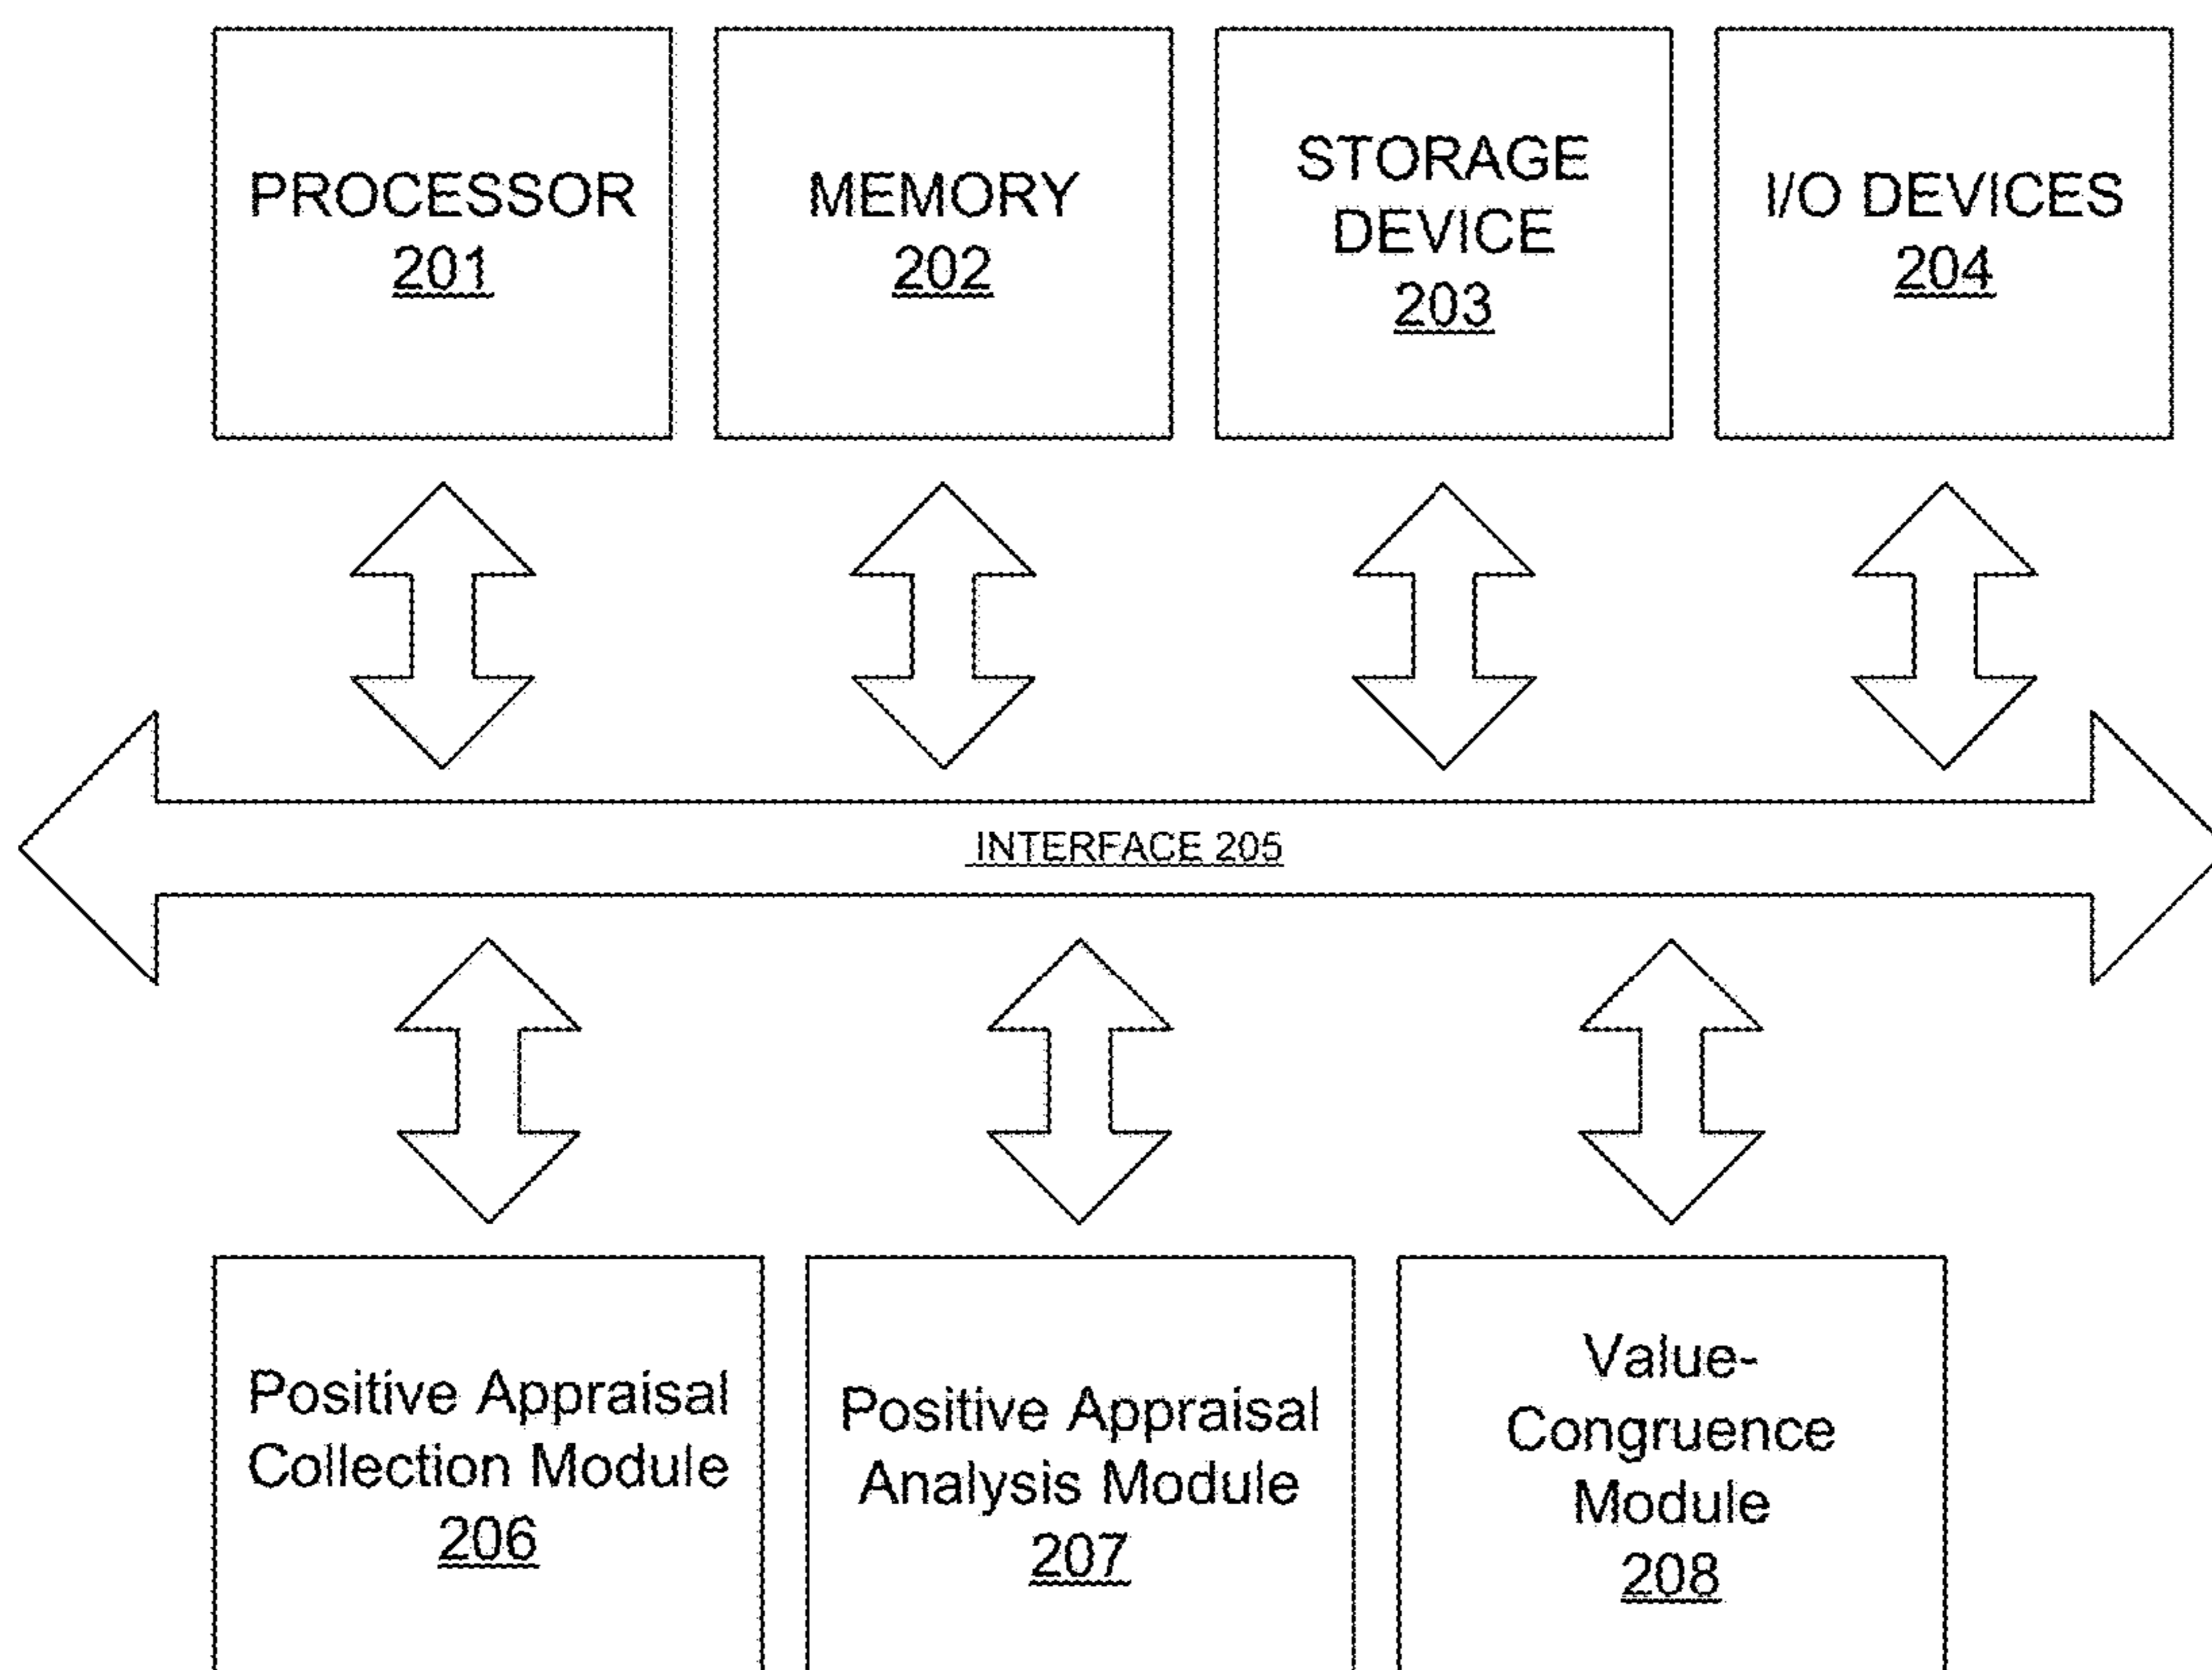 PROCESSOR
201
MEMORY
202
STORAGE
DEVICE
203
I/O DEVICES
204
INTERFACE 205
Positive Appraisal
Collection Module
206
Positive Appraisal
Analysis Module
207
Value-
Congruence
Module
208